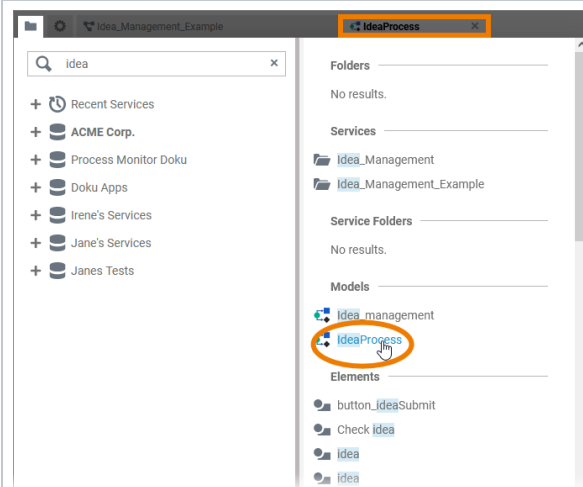 Idea_Management_Example
IdeaProcess
idea
Recent Services
ACME Corp.
Process Monitor Doku
Doku Apps
Irene's Services
Jane's Services
Janes Tests
Folders
No results.
Services
Idea_Management
Idea_Management_Example
Service Folders
No results.
Models
Idea_management
IdeaProcess
Elements
button_ideaSubmit
Check idea
idea
idea